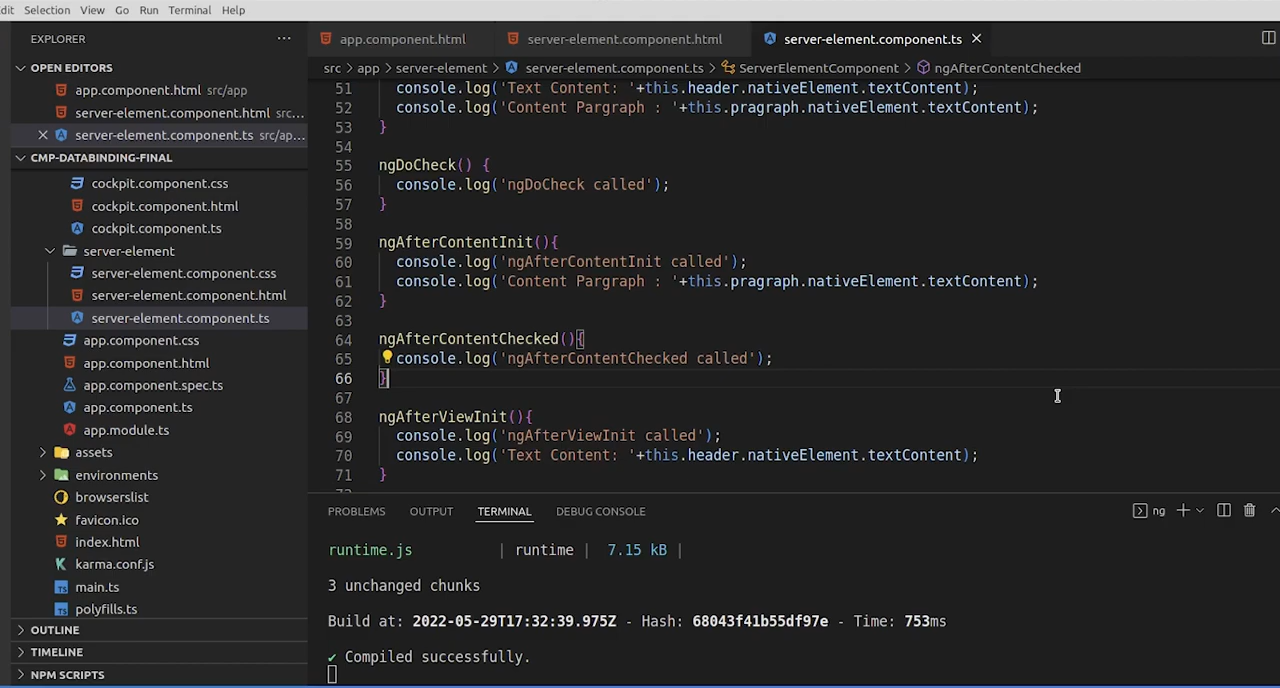 dit Selection View Go Run Terminal Help
EXPLORER ...
OPEN EDITORS
app.component.html src/app
server-element.component.html src...
server-element.component.ts src/ap...
CMP-DATABINDING-FINAL
cockpit.component.css
cockpit.component.html
cockpit.component.ts
server-element
server-element.component.css
server-element.component.html
server-element.component.ts
app.component.css
app.component.html
app.component.spec.ts
app.component.ts
app.module.ts
assets
environments
browserslist
favicon.ico
index.html
karma.conf.js
main.ts
polyfills.ts
OUTLINE
TIMELINE
NPM SCRIPTS
app.component.html server-element.component.html server-element.component.ts
src > app > server-element > server-element.component.ts > ServerElementComponent > ngAfterContentChecked
51 console.log('Text Content: '+this.header.nativeElement.textContent);
52 console.log('Content Pargraph : '+this.pragraph.nativeElement.textContent);
53 }
54
55 ngDoCheck() {
56 console.log('ngDoCheck called');
57 }
58
59 ngAfterContentInit(){
60 console.log('ngAfterContentInit called');
61 console.log('Content Pargraph : '+this.pragraph.nativeElement.textContent);
62 }
63
64 ngAfterContentChecked(){
65 console.log('ngAfterContentChecked called');
66 }
67
68 ngAfterViewInit(){
69 console.log('ngAfterViewInit called');
70 console.log('Text Content: '+this.header.nativeElement.textContent);
71 }
PROBLEMS OUTPUT TERMINAL DEBUG CONSOLE ng
runtime.js | runtime | 7.15 kB |
3 unchanged chunks
Build at: 2022-05-29T17:32:39.975Z - Hash: 68043f41b55df97e - Time: 753ms
✔ Compiled successfully.